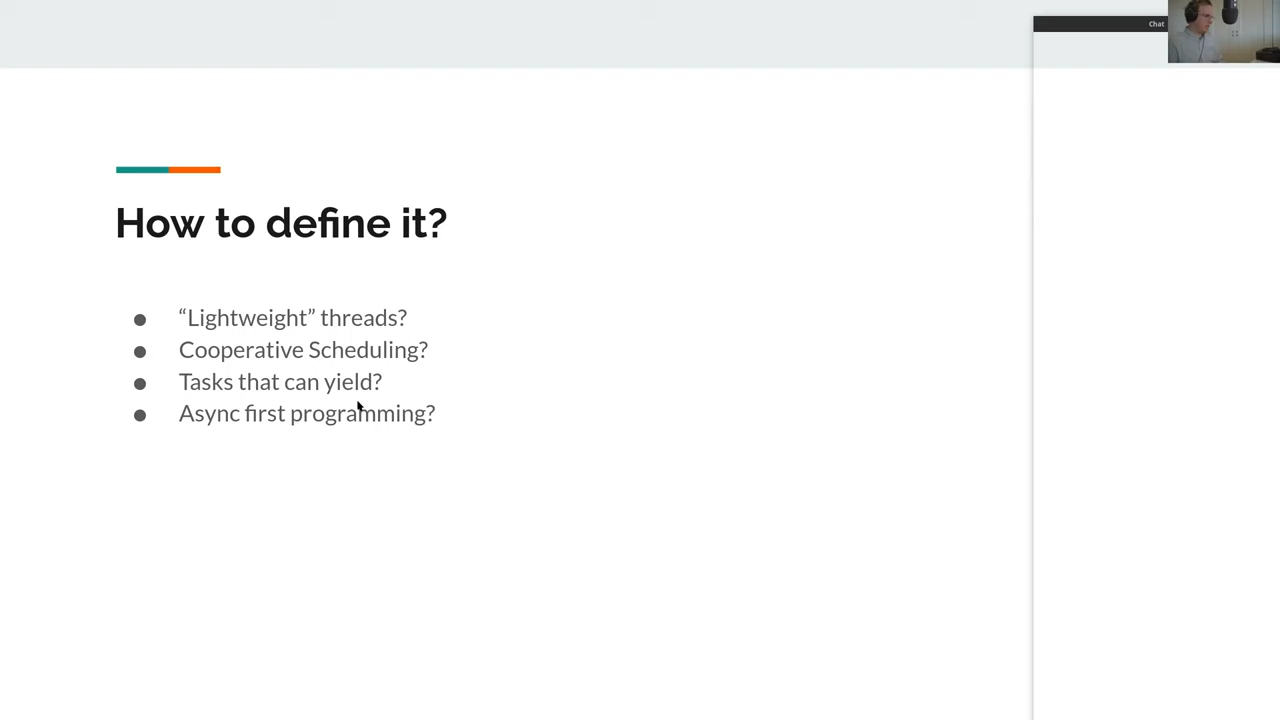 Chat
How to define it?
“Lightweight” threads?
Cooperative Scheduling?
Tasks that can yield?
Async first programming?